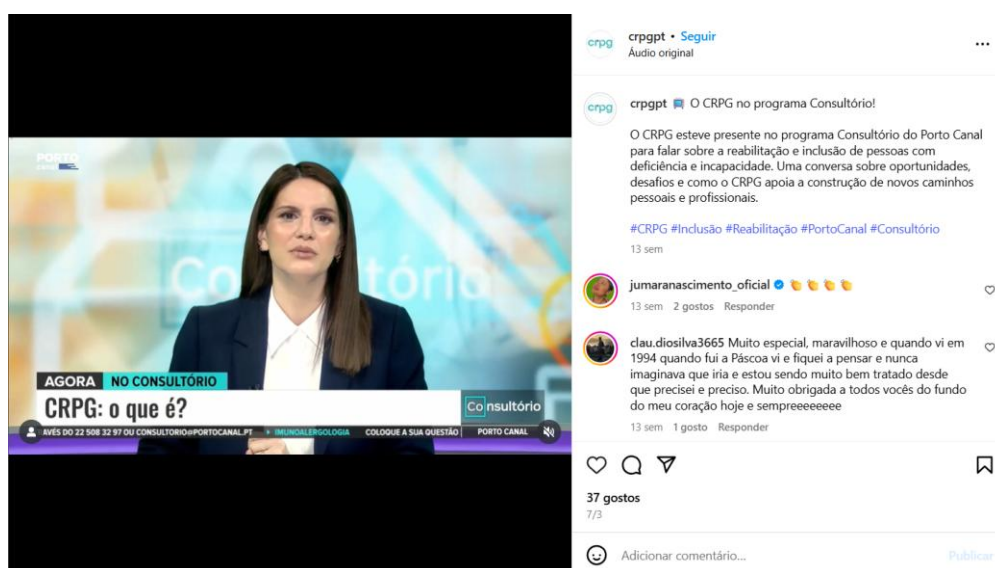 crpg
crpgpt • Seguir
Áudio original
crpg
crpgpt 📺 O CRPG no programa Consultório!
O CRPG esteve presente no programa Consultório do Porto Canal
para falar sobre a reabilitação e inclusão de pessoas com
deficiência e incapacidade. Uma conversa sobre oportunidades,
desafios e como o CRPG apoia a construção de novos caminhos
pessoais e profissionais.
#CRPG #Inclusão #Reabilitação #PortoCanal #Consultório
13 sem
jumaranascimento_oficial 👏👏👏👏
13 sem 2 gostos Responder
clau.diosilva3665 Muito especial, maravilhoso e quando vi em
1994 quando fui a Páscoa vi e fiquei a pensar e nunca
imaginava que iria e estou sendo muito bem tratado desde
que precisei e preciso. Muito obrigada a todos vocês do fundo
do meu coração hoje e sempreeeeeeee
13 sem 1 gosto Responder
37 gostos
7/3
Adicionar comentário...
Publicar
PORTO
CANAL
Consultório
AGORA NO CONSULTÓRIO
CRPG: o que é?
Consultório
AVÉS DO 22 508 32 97 OU CONSULTORIO@PORTOCANAL.PT + IMUNOALERGOLOGIA COLOQUE A SUA QUESTÃO | PORTO CANAL